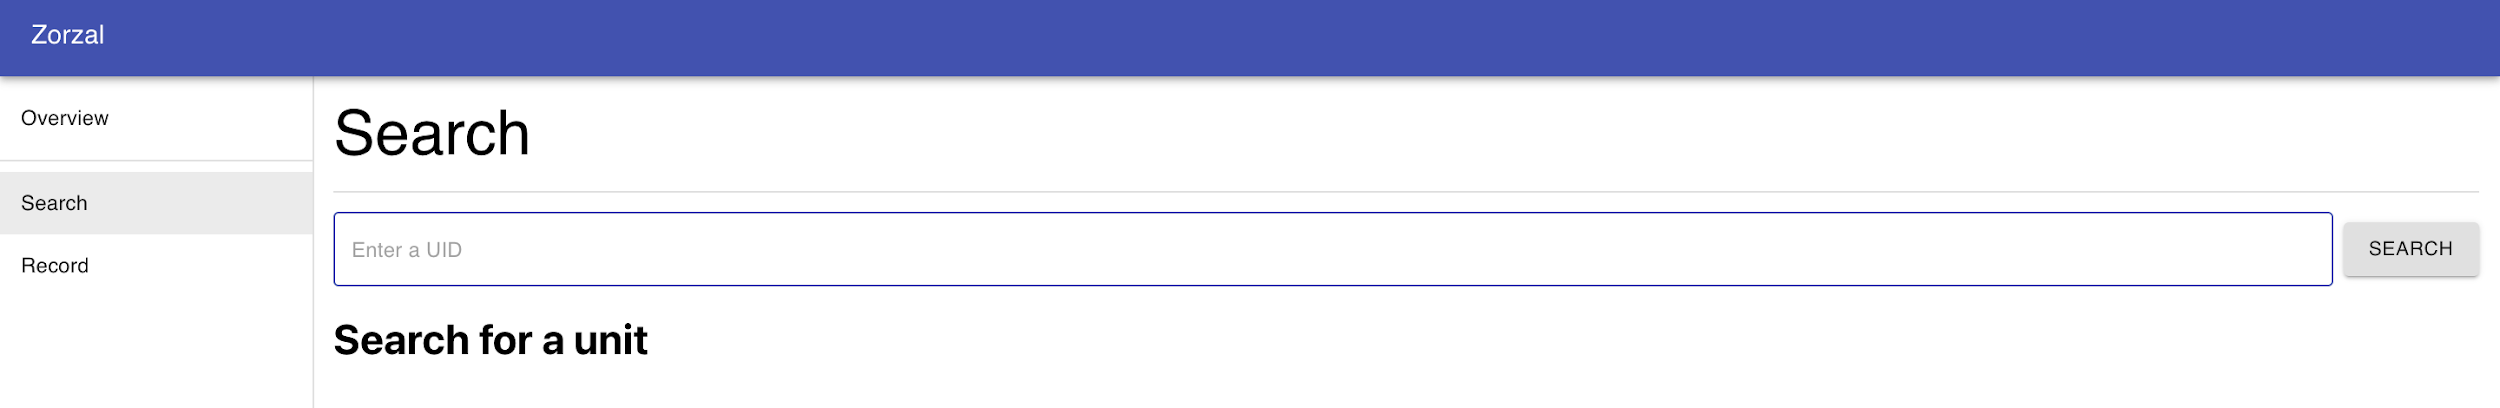 Zorzal
Overview
Search
Record
Search
Enter a UID
SEARCH
Search for a unit